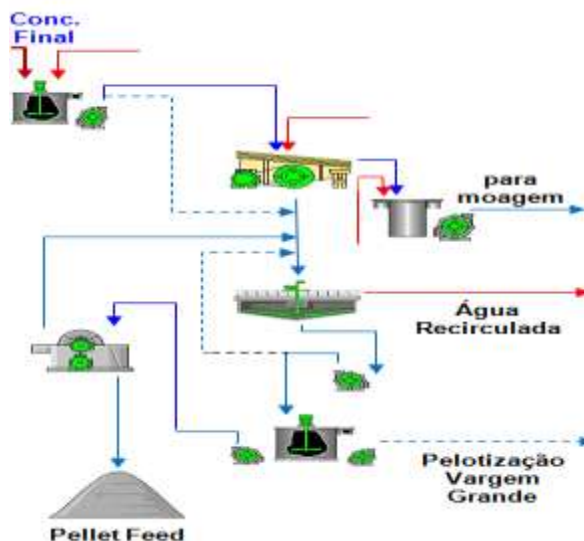 Conc.
Final
para
moagem
Água
Recirculada
Pelotização
Vargem
Grande
Pellet Feed